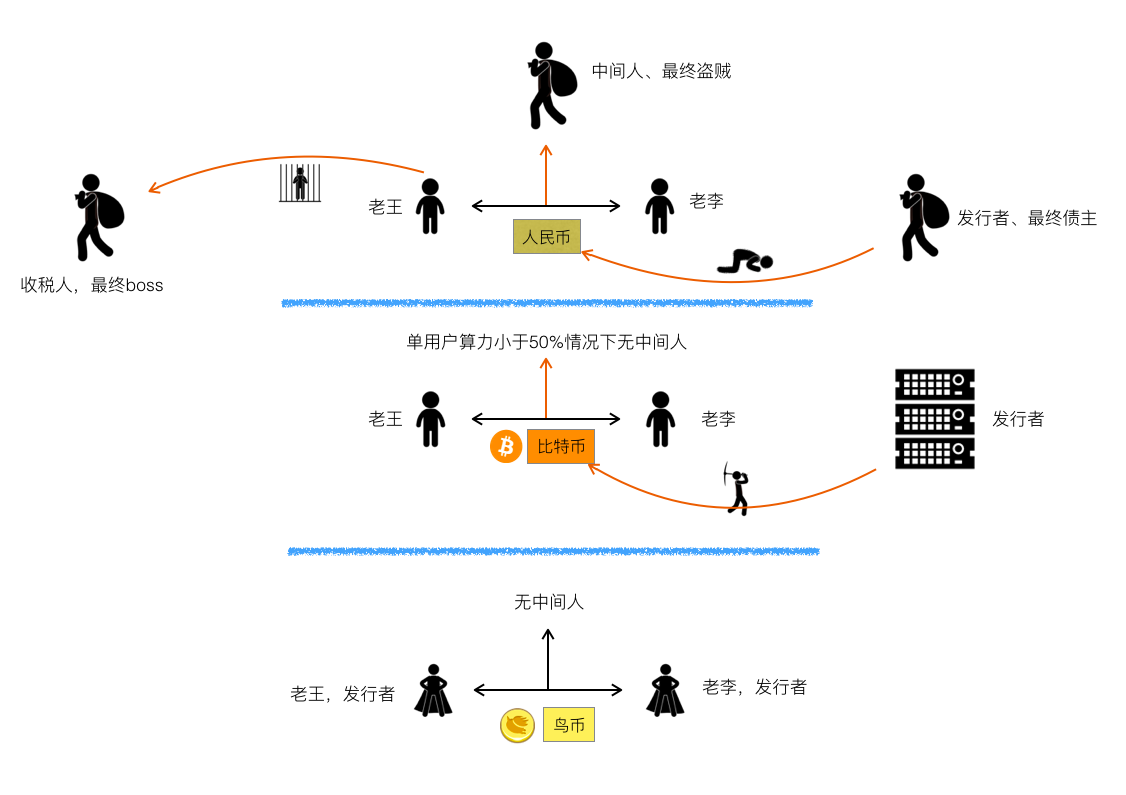 中间人、最终盗贼
老王
老李
人民币
发行者、最终债主
收税人，最终boss
单用户算力小于50%情况下无中间人
老王
老李
比特币
发行者
无中间人
老王，发行者
老李，发行者
鸟币